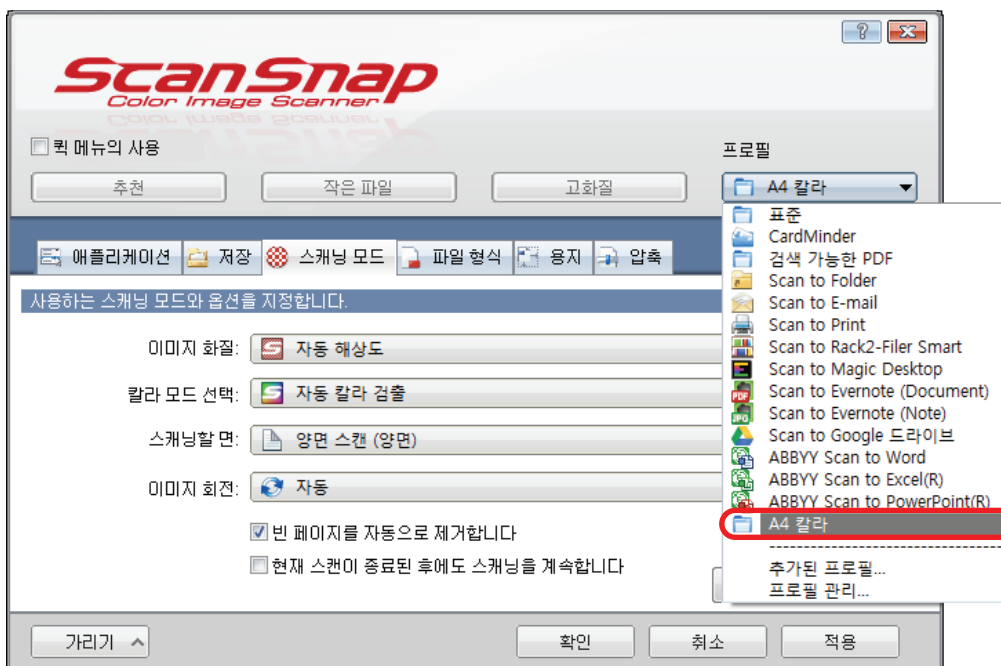 ScanSnap
Color Image Scanner
퀵 메뉴의 사용
프로필
추천
작은 파일
고화질
A4 칼라
애플리케이션
저장
스캐닝 모드
파일 형식
용지
압축
사용하는 스캐닝 모드와 옵션을 지정합니다.
이미지 화질:
자동 해상도
칼라 모드 선택:
자동 칼라 검출
스캐닝할 면:
양면 스캔 (양면)
이미지 회전:
자동
빈 페이지를 자동으로 제거합니다
현재 스캔이 종료된 후에도 스캐닝을 계속합니다
표준
CardMinder
검색 가능한 PDF
Scan to Folder
Scan to E-mail
Scan to Print
Scan to Rack2-Filer Smart
Scan to Magic Desktop
Scan to Evernote (Document)
Scan to Evernote (Note)
Scan to Google 드라이브
ABBYY Scan to Word
ABBYY Scan to Excel(R)
ABBYY Scan to PowerPoint(R)
A4 칼라
추가된 프로필...
프로필 관리...
가리기
확인
취소
적용